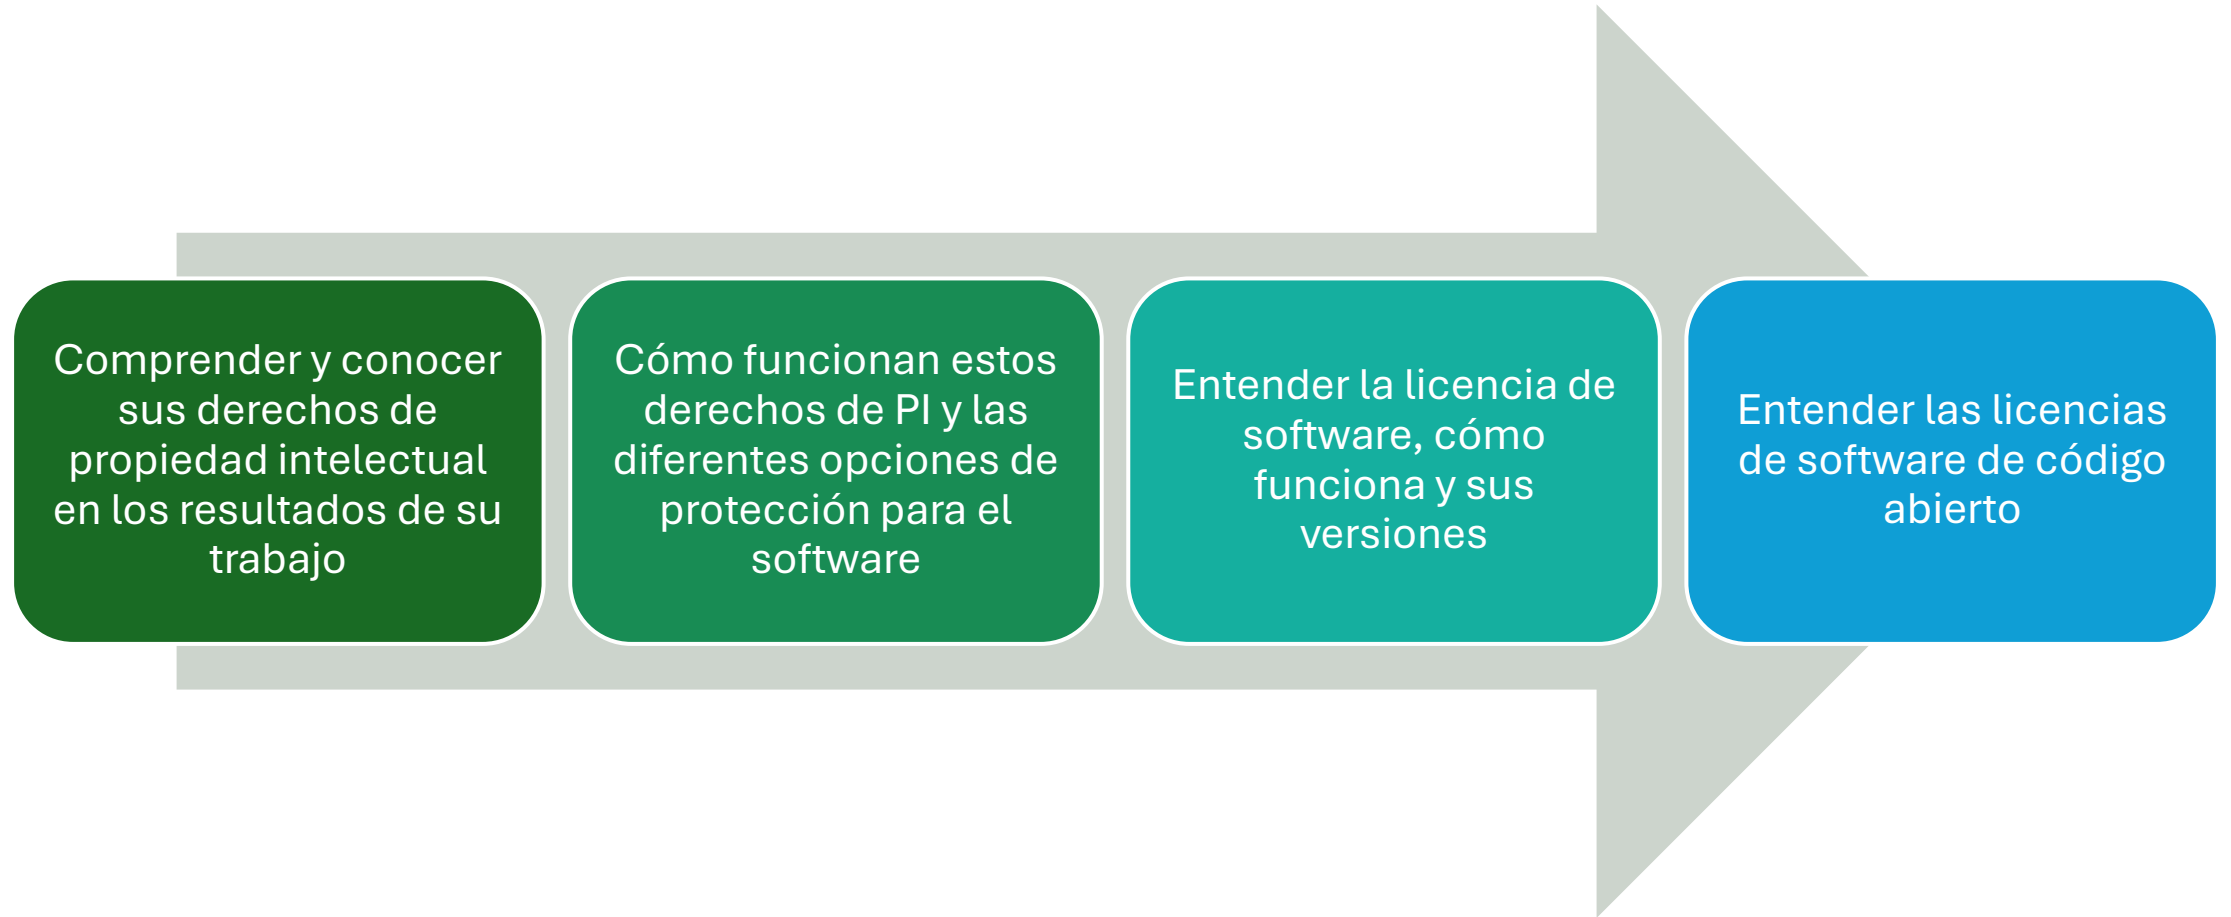 Comprender y conocer
sus derechos de
propiedad intelectual
en los resultados de su
trabajo
Cómo funcionan estos
derechos de PI y las
diferentes opciones de
protección para el
software
Entender la licencia de
software, cómo
funciona y sus
versiones
Entender las licencias
de software de código
abierto